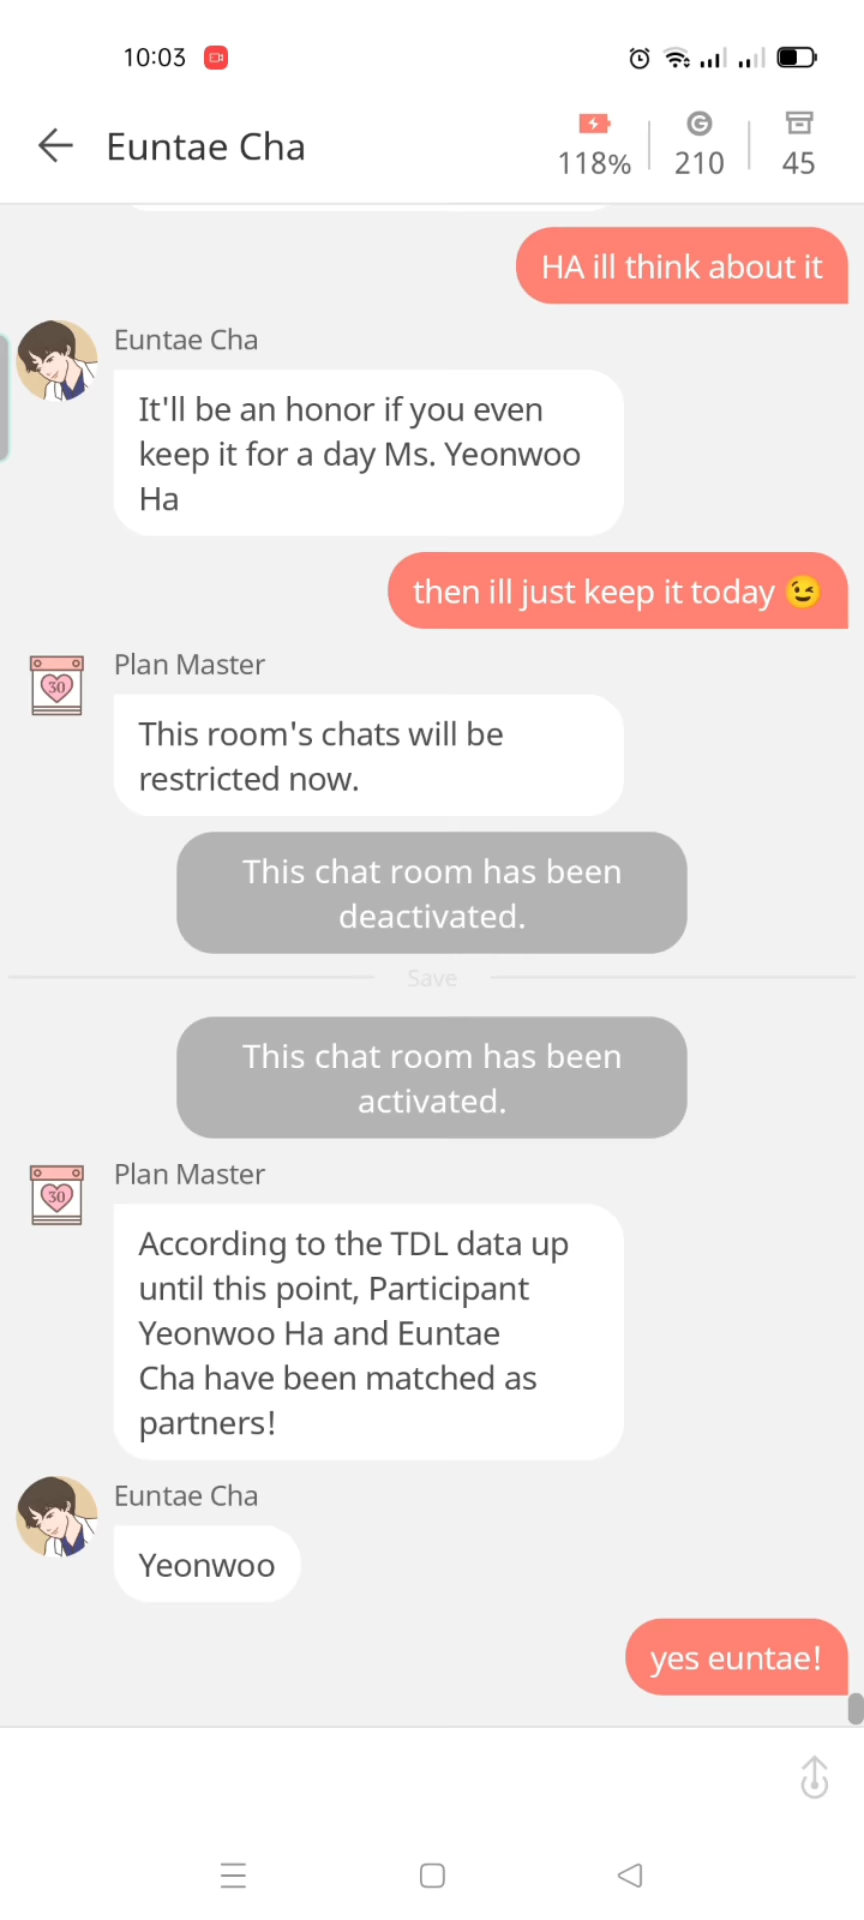 10:03
Euntae Cha
118%
210
45
HA ill think about it
Euntae Cha
It'll be an honor if you even
keep it for a day Ms. Yeonwoo
Ha
then ill just keep it today 😉
Plan Master
30
This room's chats will be
restricted now.
This chat room has been
deactivated.
Save
This chat room has been
activated.
Plan Master
30
According to the TDL data up
until this point, Participant
Yeonwoo Ha and Euntae
Cha have been matched as
partners!
Euntae Cha
Yeonwoo
yes euntae!